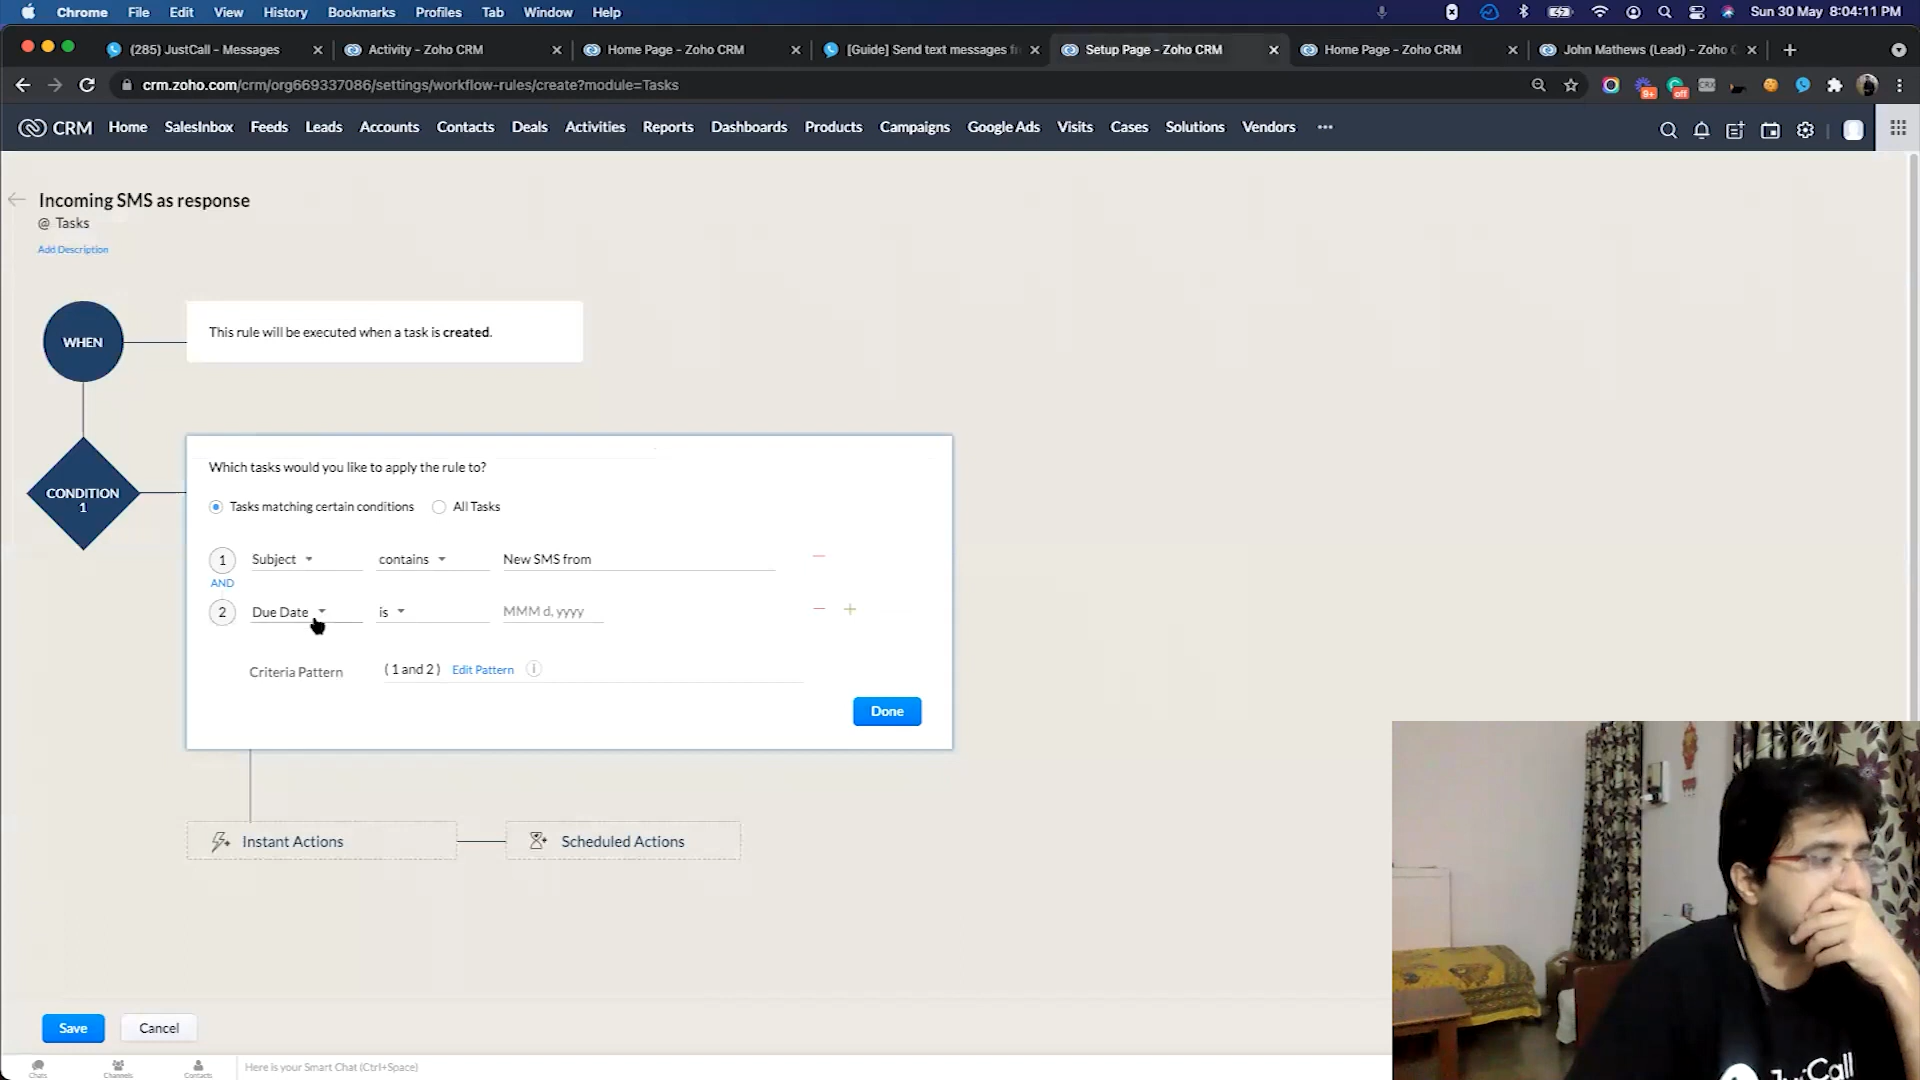 Chrome File Edit View History Bookmarks Profiles Tab Window Help Sun 30 May 8:04:11 PM
(285) JustCall - Messages Activity - Zoho CRM Home Page - Zoho CRM [Guide] Send text messages fr Setup Page - Zoho CRM Home Page - Zoho CRM John Mathews (Lead) - Zoho C
crm.zoho.com/crm/org669337086/settings/workflow-rules/create?module=Tasks 9+ off
CRM Home SalesInbox Feeds Leads Accounts Contacts Deals Activities Reports Dashboards Products Campaigns Google Ads Visits Cases Solutions Vendors
Incoming SMS as response
@ Tasks
Add Description
WHEN
This rule will be executed when a task is created.
CONDITION
1
Which tasks would you like to apply the rule to?
Tasks matching certain conditions All Tasks
1 Subject contains New SMS from
AND
2 Due Date is MMM d, yyyy
Criteria Pattern ( 1 and 2 ) Edit Pattern i
Done
Instant Actions Scheduled Actions
Save Cancel
Chats Channels Contacts Here is your Smart Chat (Ctrl+Space)
JustCall